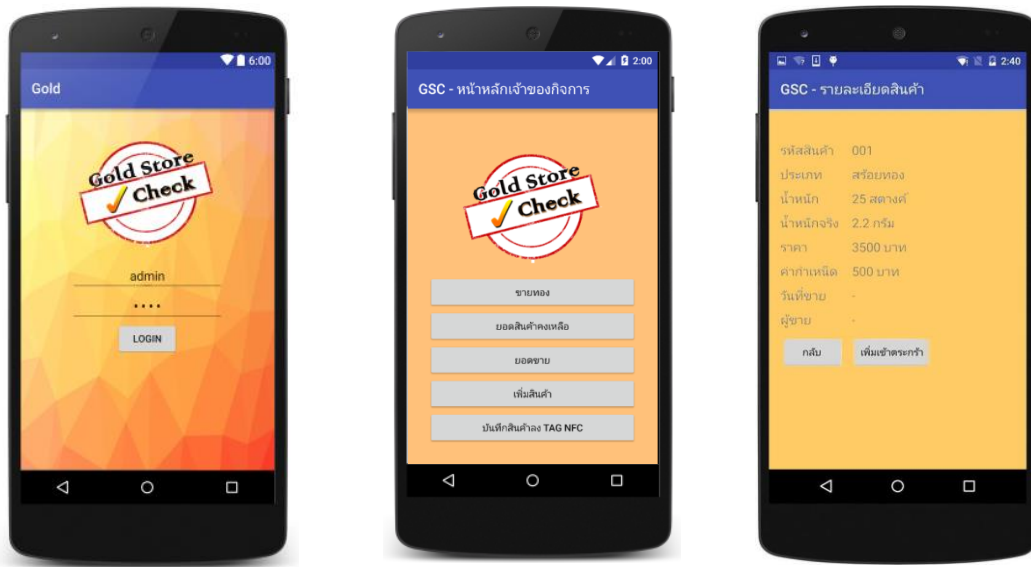 6:00
Gold
Gold Store
Check
admin
LOGIN
2:00
GSC - หน้าหลักเจ้าของกิจการ
Gold Store
Check
ขายทอง
ยอดสินค้าคงเหลือ
ยอดขาย
เพิ่มสินค้า
บันทึกสินค้าลง TAG NFC
2:40
GSC - รายละเอียดสินค้า
รหัสสินค้า 001
ประเภท สร้อยทอง
น้ำหนัก 25 สตางค์
น้ำหนักจริง 2.2 กรัม
ราคา 3500 บาท
ค่ากำเหน็ด 500 บาท
วันที่ขาย -
ผู้ขาย -
กลับ เพิ่มเข้าตระกร้า